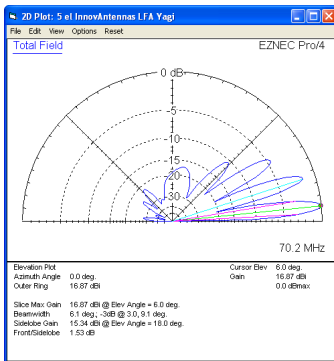 2D Plot: 5 el InnovAntennas LFA Yagi
File Edit View Options Reset
Total Field
EZNEC Pro/4
0 dB
-5
-10
-15
-20
-30
70.2 MHz
Elevation Plot
Azimuth Angle 0.0 deg.
Outer Ring 16.87 dBi
Cursor Elev 6.0 deg.
Gain 16.87 dBi
0.0 dBmax
Slice Max Gain 16.87 dBi @ Elev Angle = 6.0 deg.
Beamwidth 6.1 deg.; -3dB @ 3.0, 9.1 deg.
Sidelobe Gain 15.34 dBi @ Elev Angle = 18.0 deg.
Front/Sidelobe 1.53 dB